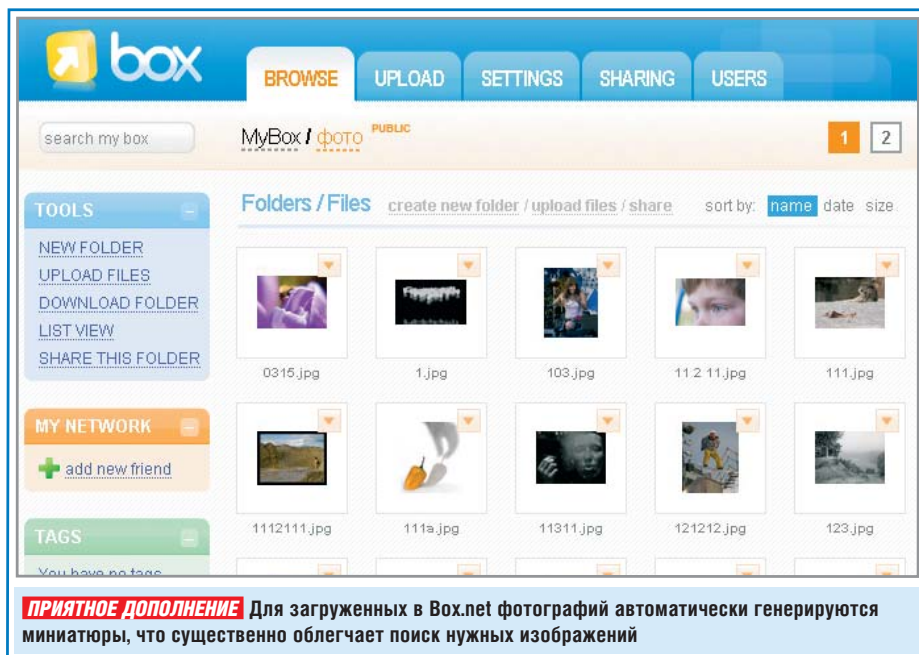 box
BROWSE UPLOAD SETTINGS SHARING USERS
search my box
MyBox / фото PUBLIC
1 2
TOOLS
NEW FOLDER
UPLOAD FILES
DOWNLOAD FOLDER
LIST VIEW
SHARE THIS FOLDER
MY NETWORK
add new friend
TAGS
You have no tags
Folders / Files create new folder / upload files / share sort by: name date size
0315.jpg 1.jpg 103.jpg 11.2 11.jpg 111.jpg
1112111.jpg 111a.jpg 11311.jpg 121212.jpg 123.jpg
ПРИЯТНОЕ ДОПОЛНЕНИЕ Для загруженных в Box.net фотографий автоматически генерируются
миниатюры, что существенно облегчает поиск нужных изображений